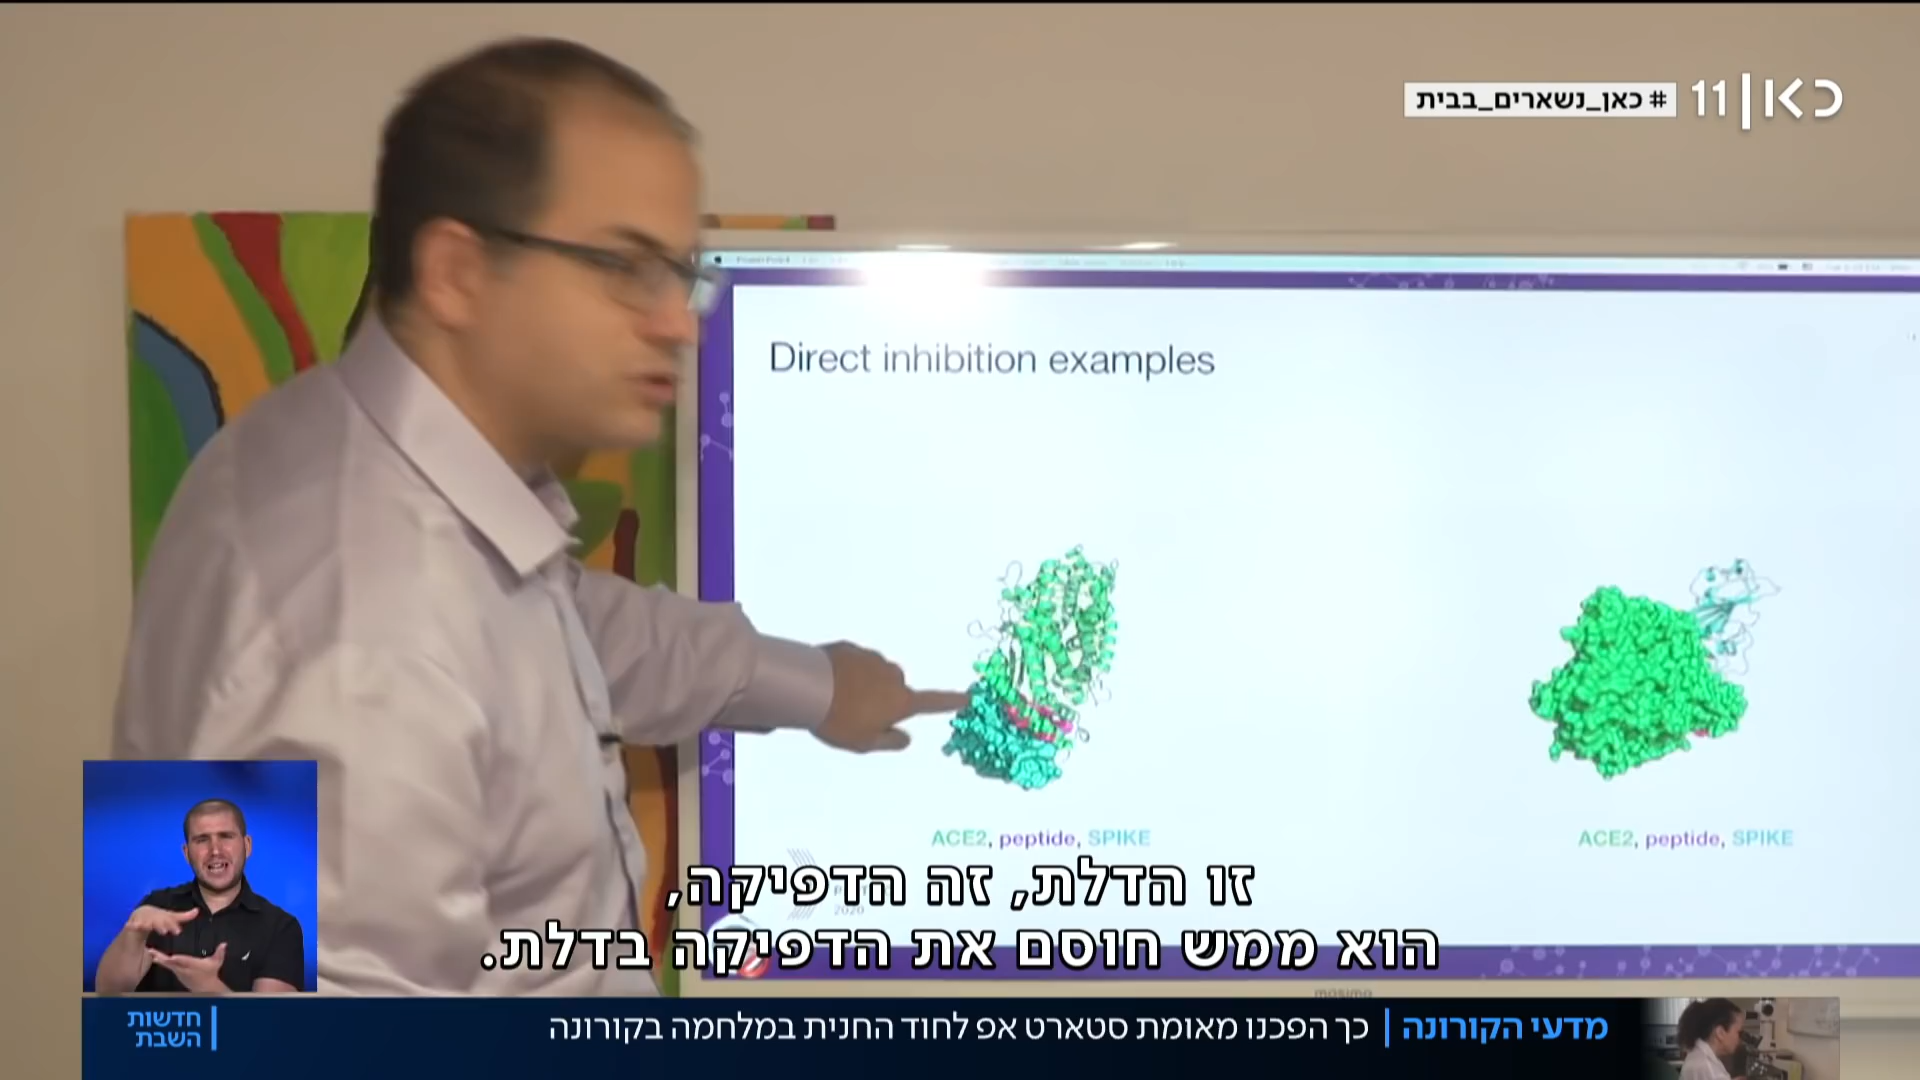 כאן 11
#כאן_נשארים_בבית
Direct inhibition examples
ACE2, peptide, SPIKE
ACE2, peptide, SPIKE
2020
זו הדלת, זה הדפיקה,
הוא ממש חוסם את הדפיקה בדלת.
מדעי הקורונה | כך הפכנו מאומת סטארט אפ לחוד החנית במלחמה בקורונה
חדשות
השבת